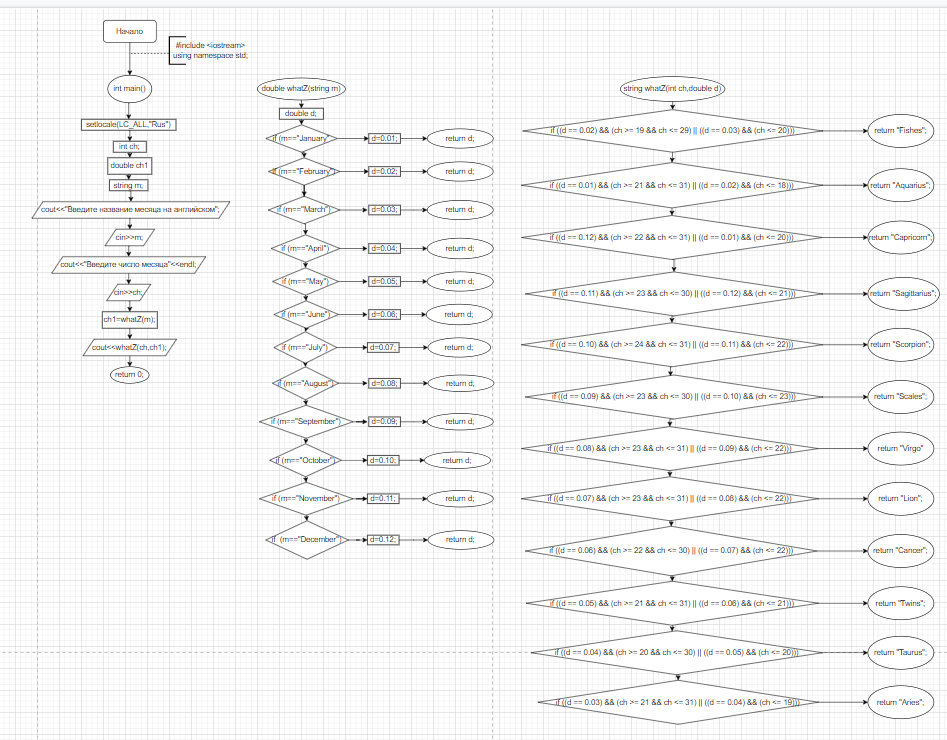 Начало
#include <iostream>
using namespace std;
int main()
setlocale(LC_ALL,"Rus")
int ch;
double ch1
string m;
cout<<"Введите название месяца на английском";
cin>>m;
cout<<"Введите число месяца"<<endl;
cin>>ch;
ch1=whatZ(m);
cout<<whatZ(ch,ch1);
return 0;
double whatZ(string m)
double d;
if (m=="January") d=0.01; return d;
if (m=="February") d=0.02; return d;
if (m=="March") d=0.03; return d;
if (m=="April") d=0.04; return d;
if (m=="May") d=0.05; return d;
if (m=="June") d=0.06; return d;
if (m=="July") d=0.07; return d;
if (m=="August") d=0.08; return d;
if (m=="September") d=0.09; return d;
if (m=="October") d=0.10; return d;
if (m=="November") d=0.11; return d;
if (m=="December") d=0.12; return d;
string whatZ(int ch,double d)
if ((d == 0.02) && (ch >= 19 && ch <= 29) || ((d == 0.03) && (ch <= 20))) return "Fishes";
if ((d == 0.01) && (ch >= 21 && ch <= 31) || ((d == 0.02) && (ch <= 18))) return "Aquarius";
if ((d == 0.12) && (ch >= 22 && ch <= 31) || ((d == 0.01) && (ch <= 20))) return "Capricorn";
if ((d == 0.11) && (ch >= 23 && ch <= 30) || ((d == 0.12) && (ch <= 21))) return "Sagittarius";
if ((d == 0.10) && (ch >= 24 && ch <= 31) || ((d == 0.11) && (ch <= 22))) return "Scorpion";
if ((d == 0.09) && (ch >= 23 && ch <= 30) || ((d == 0.10) && (ch <= 23))) return "Scales";
if ((d == 0.08) && (ch >= 23 && ch <= 31) || ((d == 0.09) && (ch <= 22))) return "Virgo"
if ((d == 0.07) && (ch >= 23 && ch <= 31) || ((d == 0.08) && (ch <= 22))) return "Lion";
if ((d == 0.06) && (ch >= 22 && ch <= 30) || ((d == 0.07) && (ch <= 22))) return "Cancer";
if ((d == 0.05) && (ch >= 21 && ch <= 31) || ((d == 0.06) && (ch <= 21))) return "Twins";
if ((d == 0.04) && (ch >= 20 && ch <= 30) || ((d == 0.05) && (ch <= 20))) return "Taurus";
if ((d == 0.03) && (ch >= 21 && ch <= 31) || ((d == 0.04) && (ch <= 19))) return "Aries";